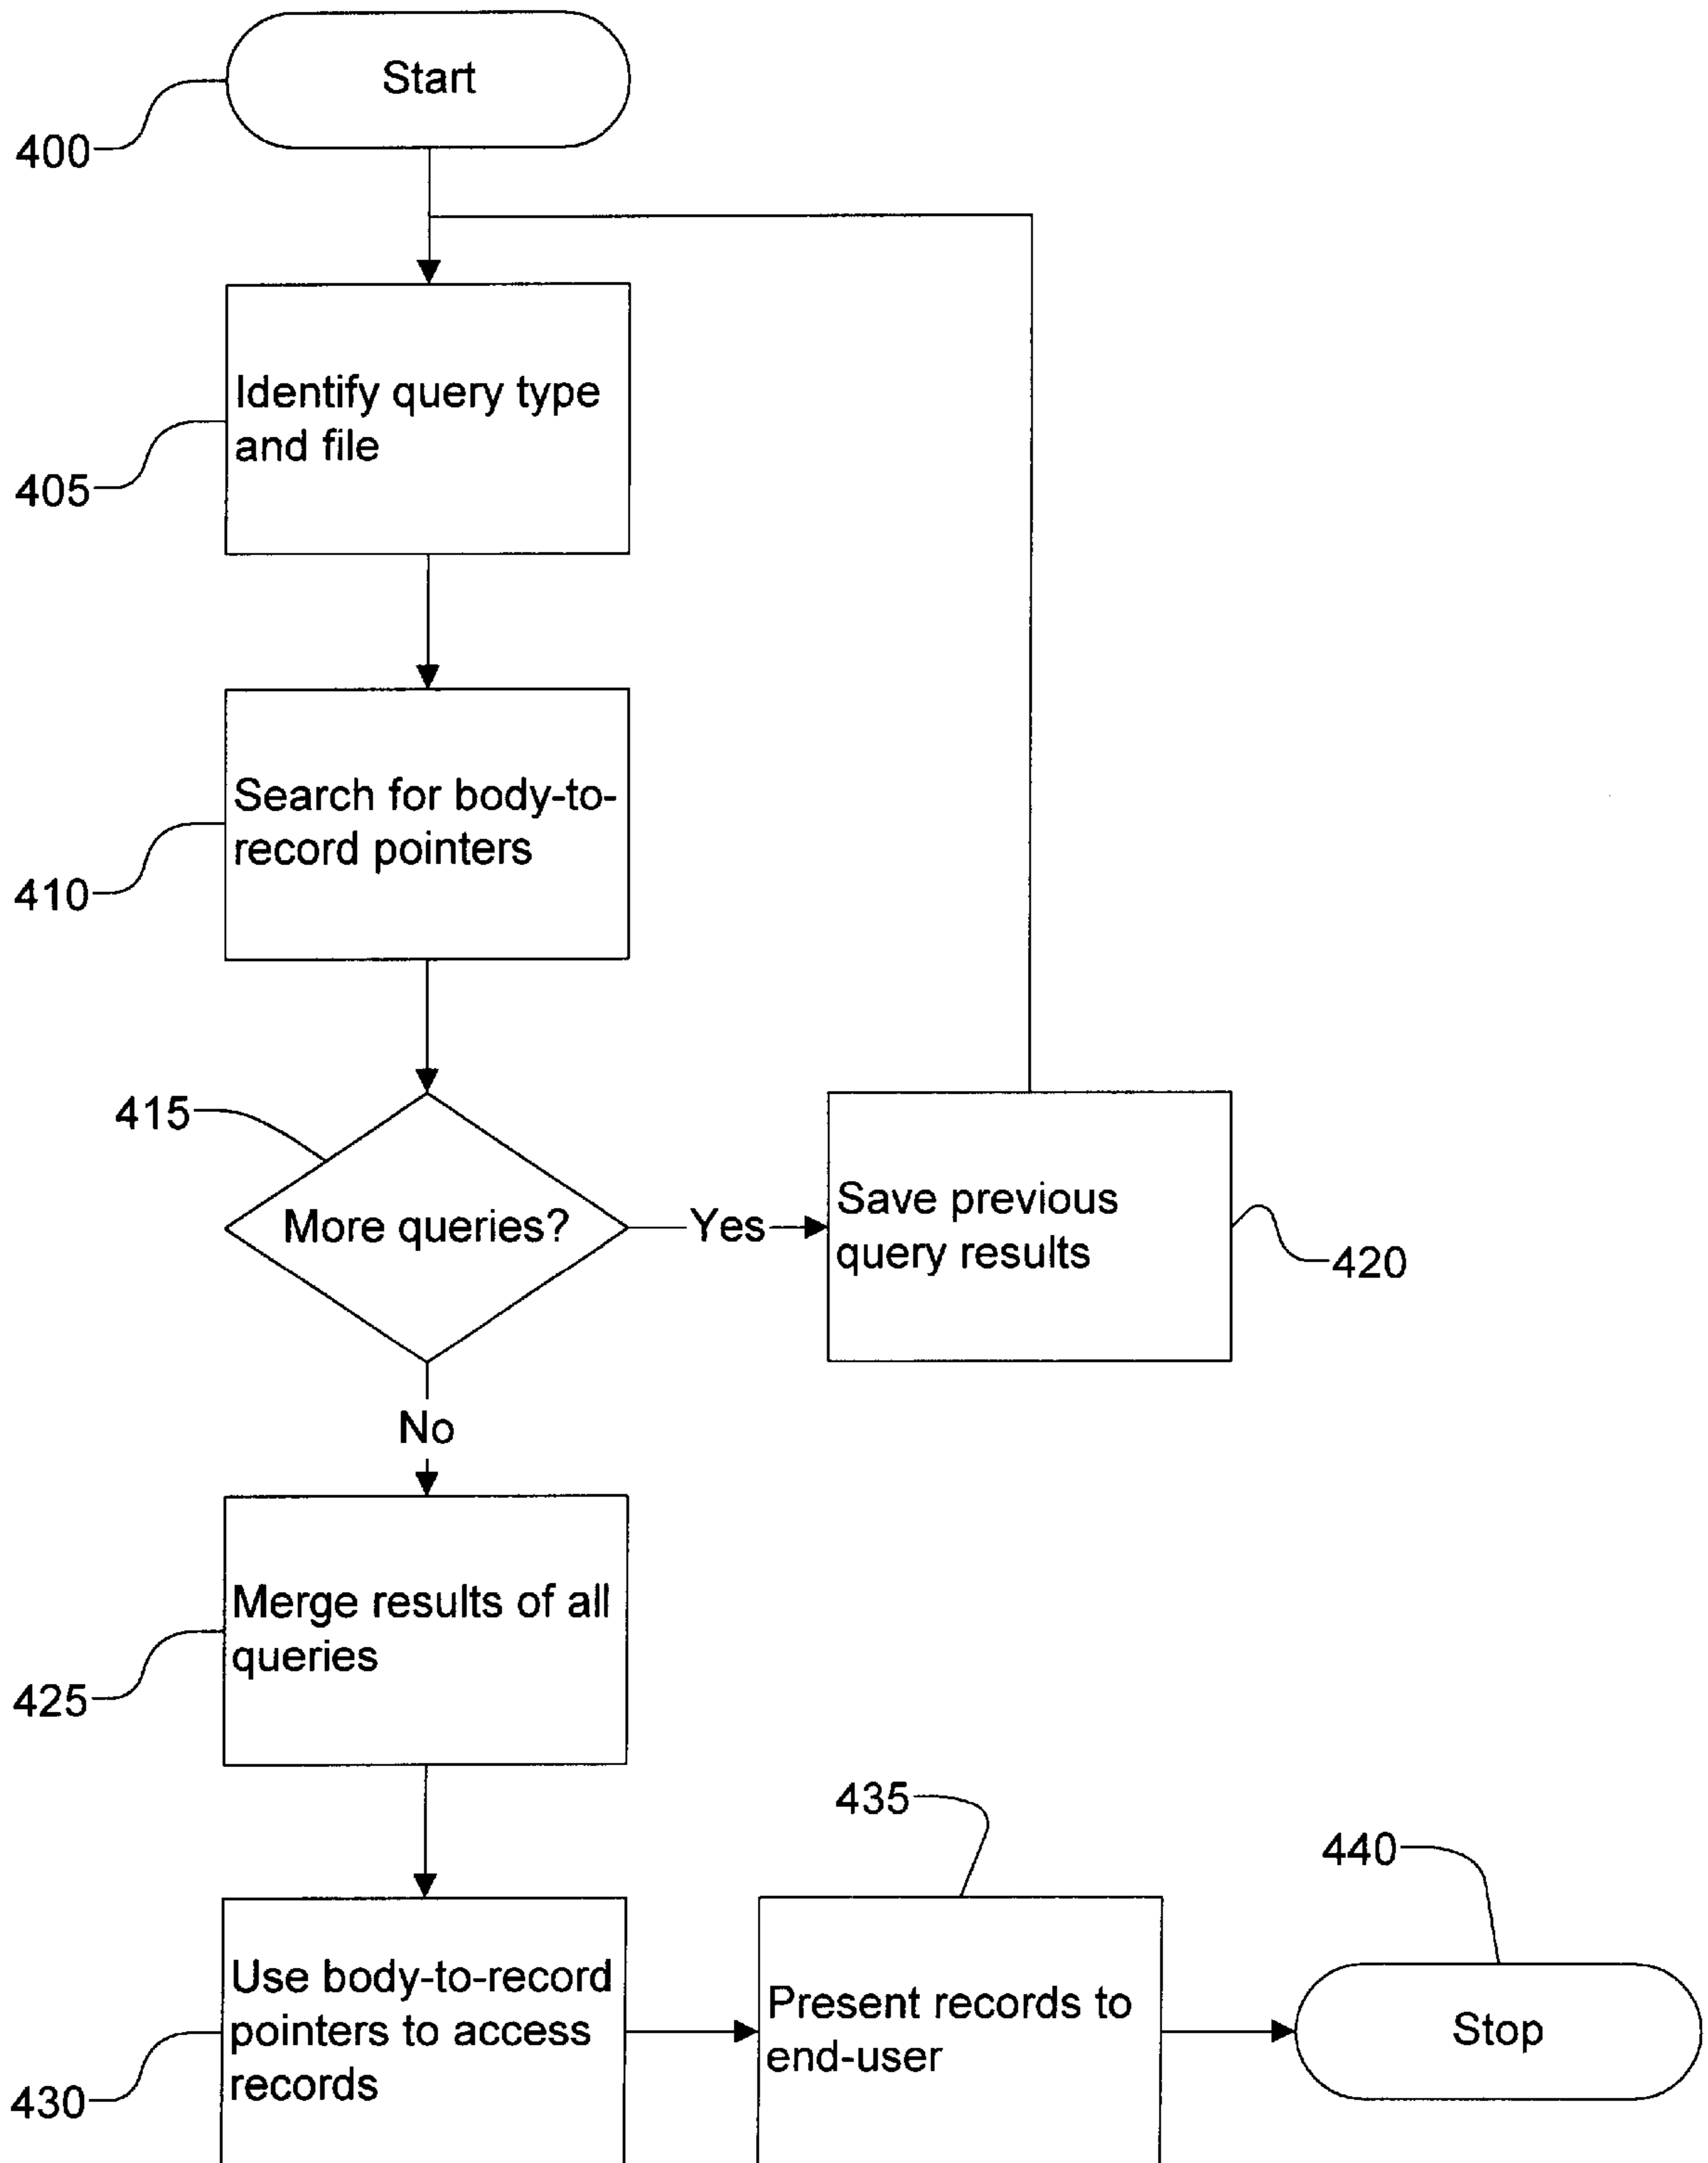 Start
400
Identify query type
and file
405
Search for body-to-
record pointers
410
415
More queries?
Yes
Save previous
query results
420
No
Merge results of all
queries
425
435
440
Use body-to-record
pointers to access
records
430
Present records to
end-user
Stop